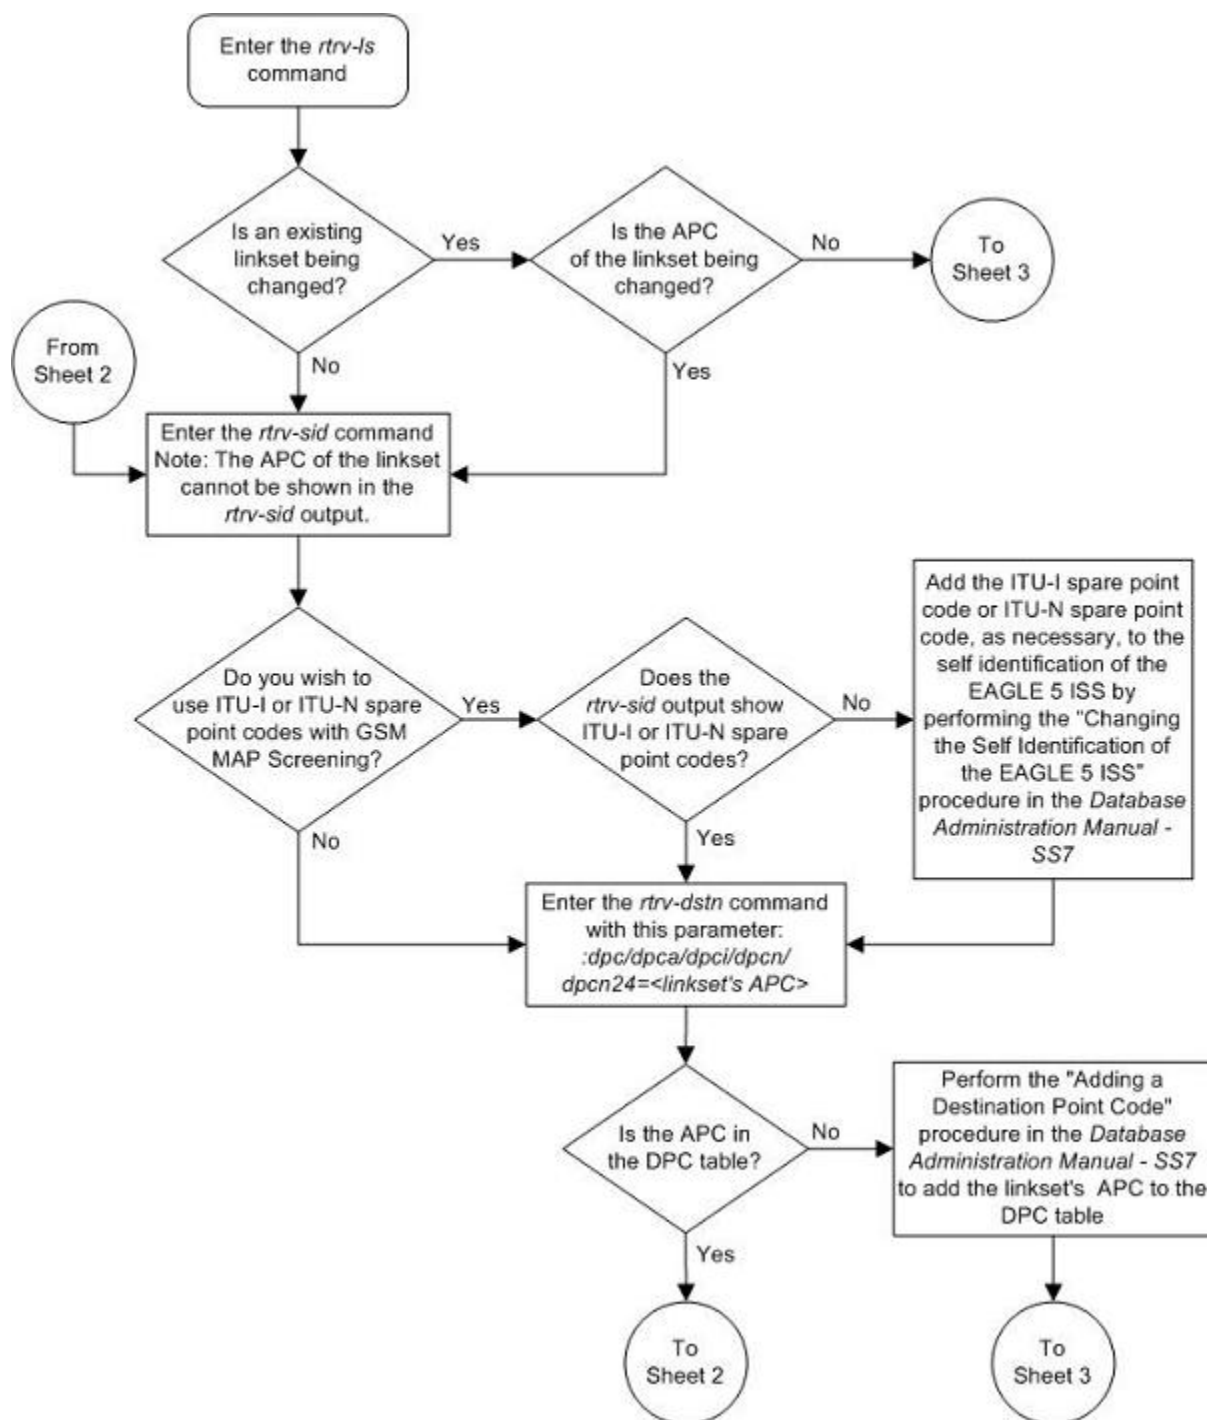 Enter the rtrv-ls
command
Is an existing
linkset being
changed?
Yes
Is the APC
of the linkset being
changed?
No
To
Sheet 3
From
Sheet 2
No
Yes
Enter the rtrv-sid command
Note: The APC of the linkset
cannot be shown in the
rtrv-sid output.
Do you wish to
use ITU-I or ITU-N spare
point codes with GSM
MAP Screening?
Yes
Does the
rtrv-sid output show
ITU-I or ITU-N spare
point codes?
No
Add the ITU-I spare point
code or ITU-N spare point
code, as necessary, to the
self identification of the
EAGLE 5 ISS by
performing the "Changing
the Self Identification of
the EAGLE 5 ISS"
procedure in the Database
Administration Manual -
SS7
No
Yes
Enter the rtrv-dstn command
with this parameter:
:dpc/dpca/dpci/dpcn/
dpcn24=<linkset's APC>
Is the APC in
the DPC table?
No
Perform the "Adding a
Destination Point Code"
procedure in the Database
Administration Manual - SS7
to add the linkset's APC to the
DPC table
Yes
To
Sheet 2
To
Sheet 3